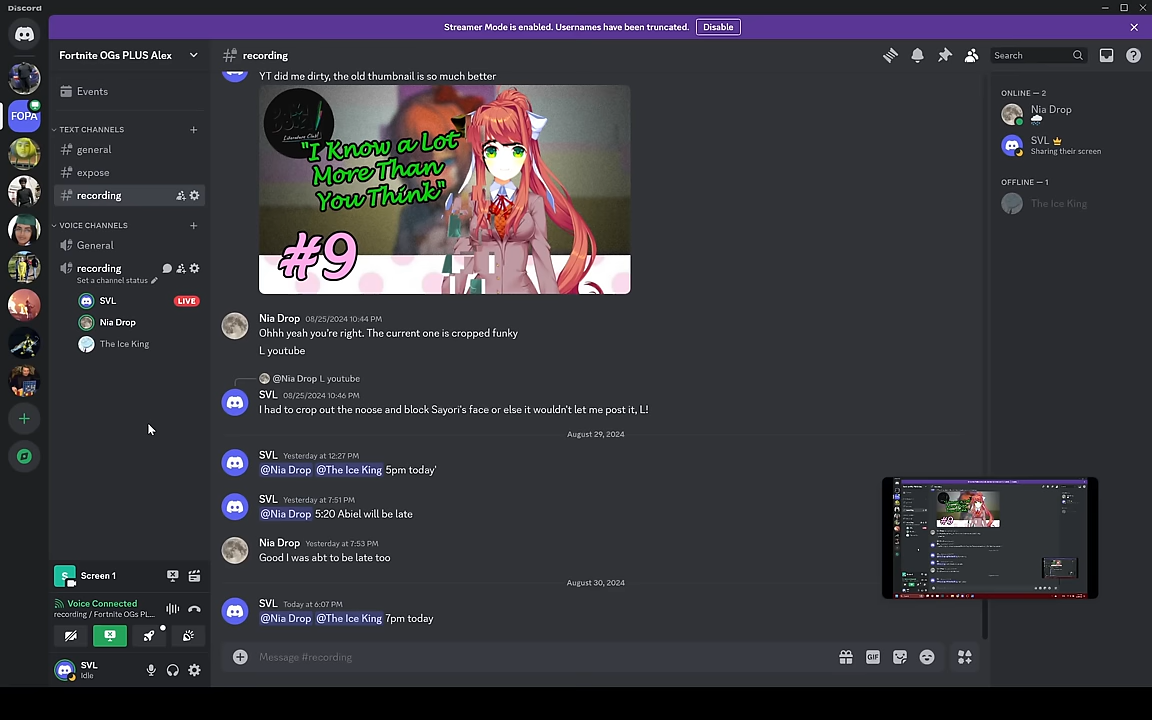 Discord
Streamer Mode is enabled. Usernames have been truncated.
Disable
Fortnite OGs PLUS Alex
recording
Search
FOPA
Events
TEXT CHANNELS
general
expose
recording
VOICE CHANNELS
General
recording
Set a channel status
SVL
LIVE
Nia Drop
The Ice King
YT did me dirty, the old thumbnail is so much better
Literature Club!
"I Know a Lot
More Than
You Think"
#9
Nia Drop 08/25/2024 10:44 PM
Ohhh yeah you're right. The current one is cropped funky
L youtube
@Nia Drop L youtube
SVL 08/25/2024 10:46 PM
I had to crop out the noose and block Sayori's face or else it wouldn't let me post it, L!
August 29, 2024
SVL Yesterday at 12:27 PM
@Nia Drop @The Ice King 5pm today'
SVL Yesterday at 7:51 PM
@Nia Drop 5:20 Abiel will be late
Nia Drop Yesterday at 7:53 PM
Good I was abt to be late too
August 30, 2024
SVL Today at 6:07 PM
@Nia Drop @The Ice King 7pm today
Message #recording
GIF
ONLINE — 2
Nia Drop
SVL
Sharing their screen
OFFLINE — 1
The Ice King
S
Screen 1
Voice Connected
recording / Fortnite OGs PL...
SVL
Idle